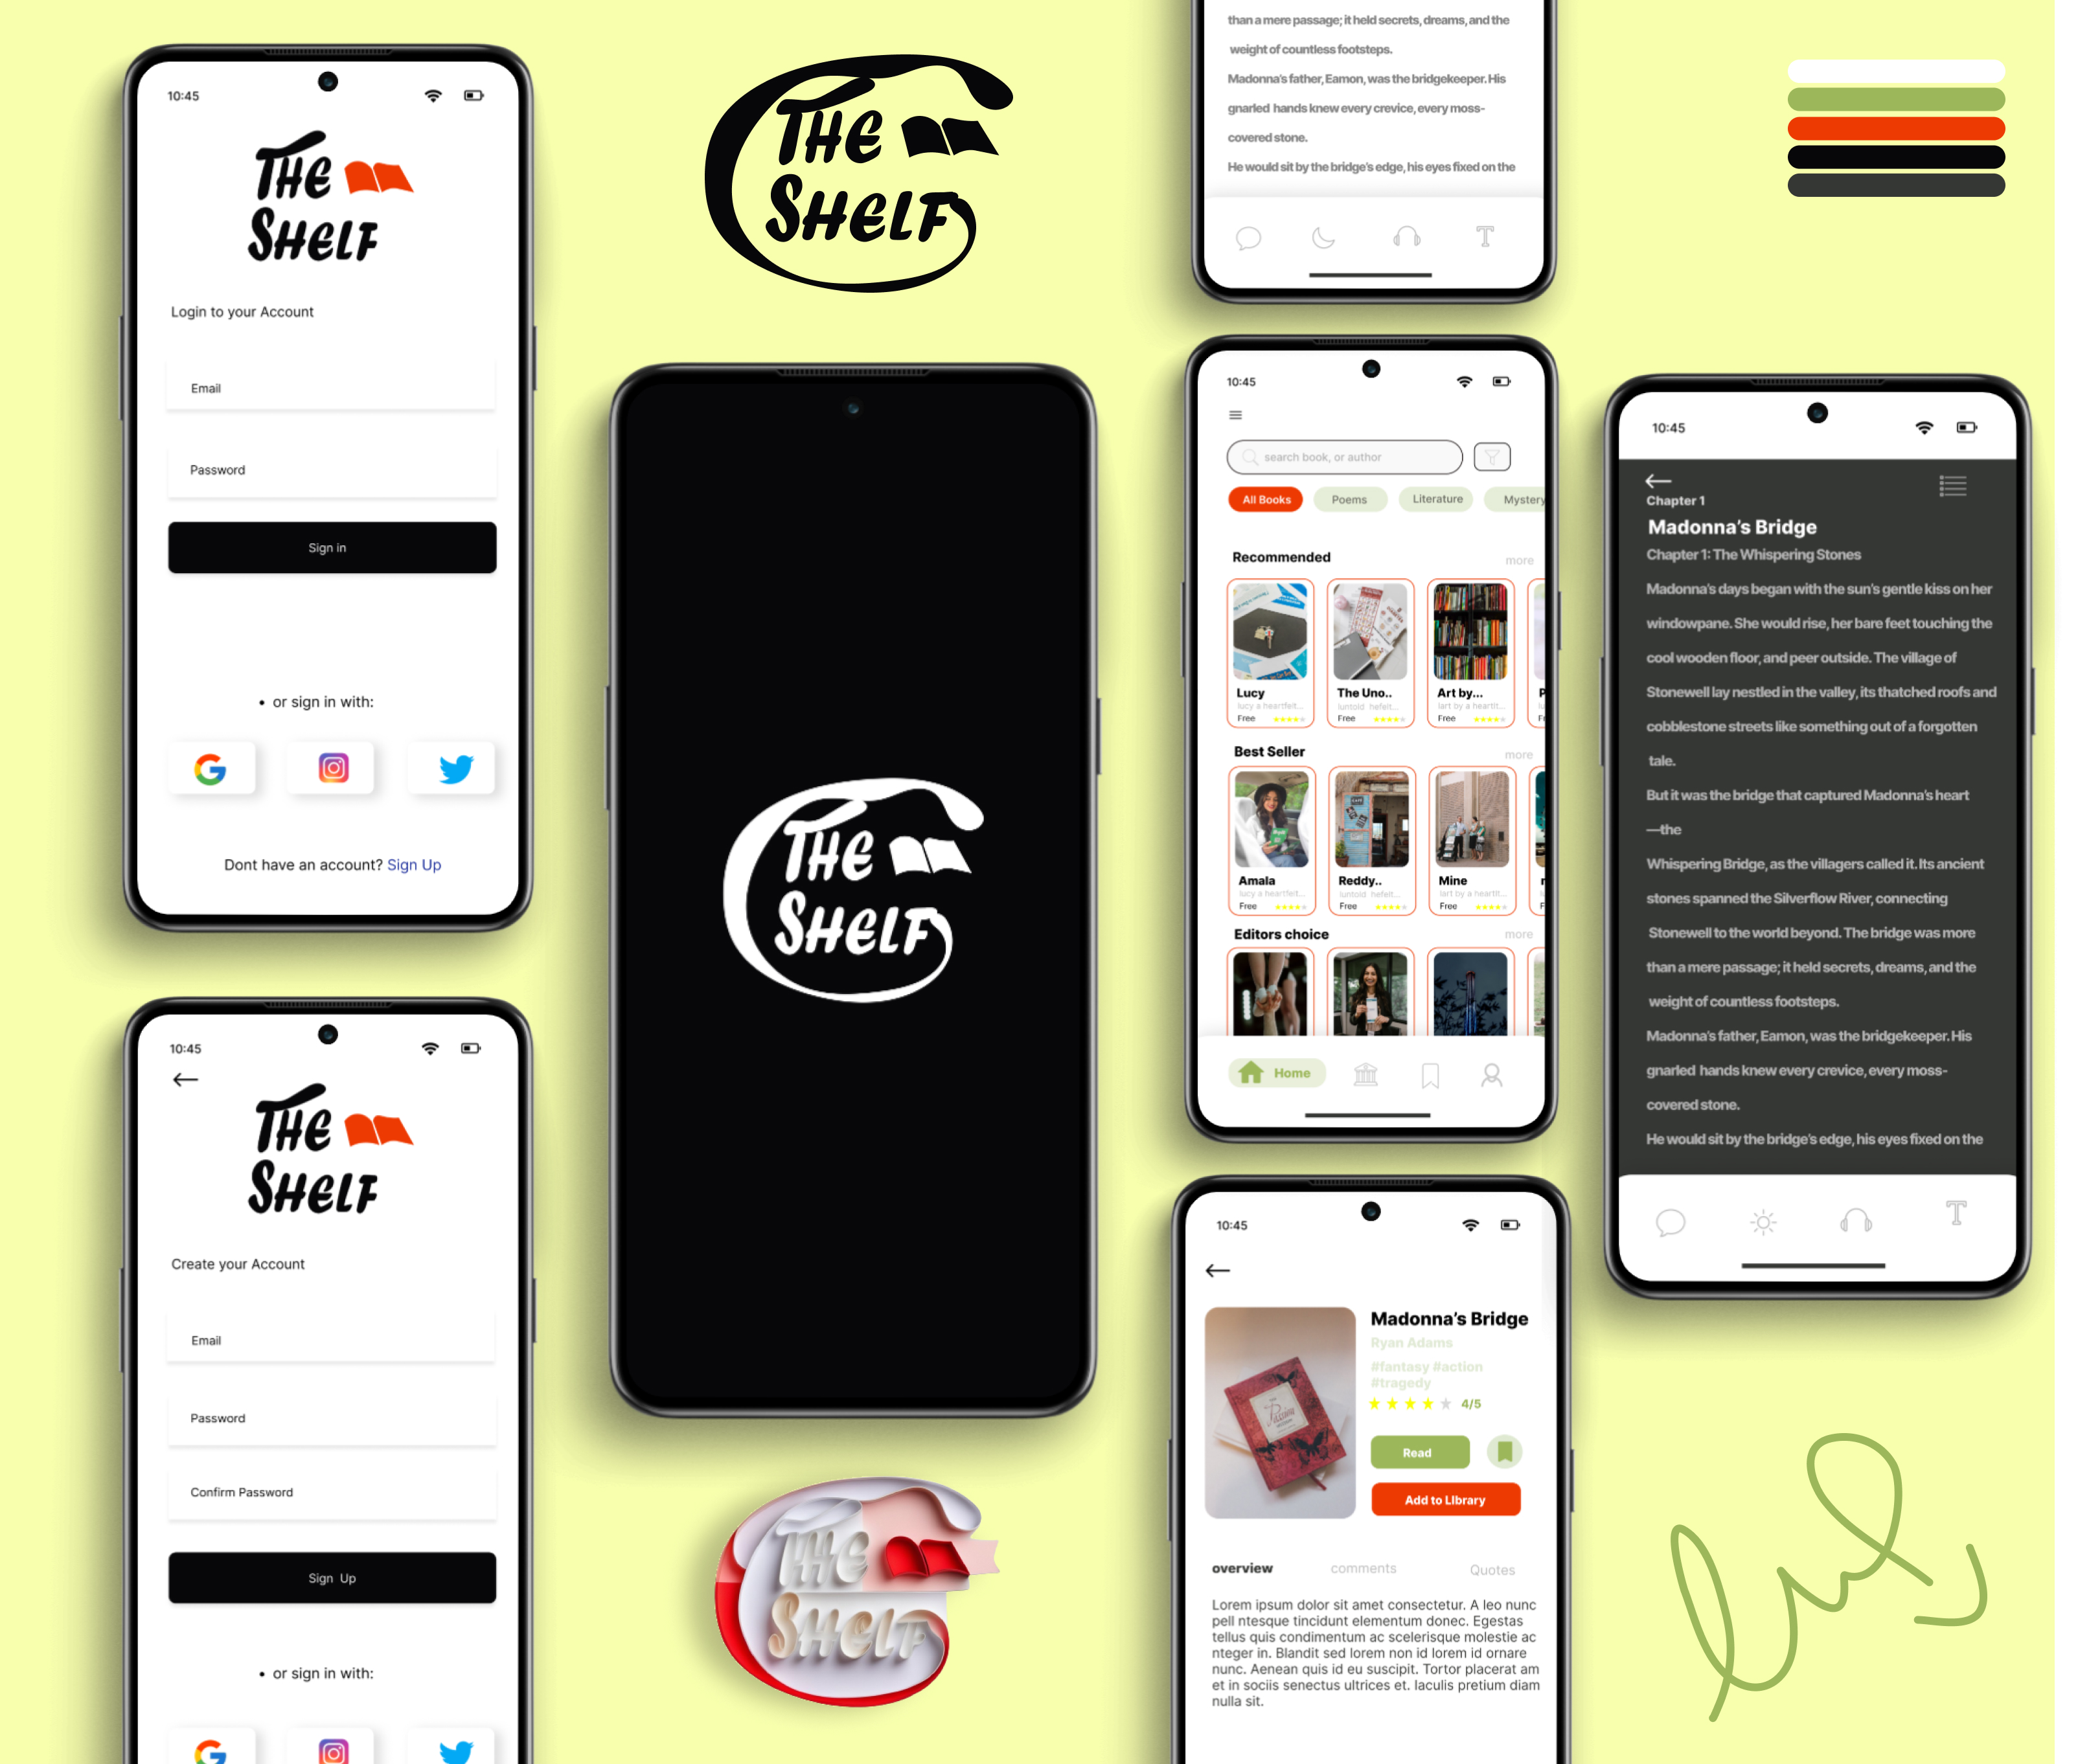 10:45
THE
SHELF
Login to your Account
Email
Password
Sign in
• or sign in with:
Dont have an account? Sign Up
10:45
THE
SHELF
Create your Account
Email
Password
Confirm Password
Sign Up
• or sign in with:
THE
SHELF
THE
SHELF
THE
SHELF
than a mere passage; it held secrets, dreams, and the
weight of countless footsteps.
Madonna's father, Eamon, was the bridgekeeper. His
gnarled hands knew every crevice, every moss-
covered stone.
He would sit by the bridge's edge, his eyes fixed on the
T
10:45
search book, or author
All Books Poems Literature Mystery
Recommended more
Lucy The Uno.. Art by...
lucy a heartfelt... luntold hefelt... lart by a heartit...
Free Free Free
Best Seller more
Amala Reddy.. Mine
lucy a heartfelt... luntold hefelt... lart by a heartit...
Free Free Free
Editors choice more
Home
10:45
Madonna's Bridge
Ryan Adams
#fantasy #action
#tragedy
4/5
Read
Add to LIbrary
overview comments Quotes
Lorem ipsum dolor sit amet consectetur. A leo nunc
pell ntesque tincidunt elementum donec. Egestas
tellus quis condimentum ac scelerisque molestie ac
nteger in. Blandit sed lorem non id lorem id ornare
nunc. Aenean quis id eu suscipit. Tortor placerat am
et in sociis senectus ultrices et. Iaculis pretium diam
nulla sit.
10:45
Chapter 1
Madonna's Bridge
Chapter 1: The Whispering Stones
Madonna's days began with the sun's gentle kiss on her
windowpane. She would rise, her bare feet touching the
cool wooden floor, and peer outside. The village of
Stonewell lay nestled in the valley, its thatched roofs and
cobblestone streets like something out of a forgotten
tale.
But it was the bridge that captured Madonna's heart
—the
Whispering Bridge, as the villagers called it. Its ancient
stones spanned the Silverflow River, connecting
Stonewell to the world beyond. The bridge was more
than a mere passage; it held secrets, dreams, and the
weight of countless footsteps.
Madonna's father, Eamon, was the bridgekeeper. His
gnarled hands knew every crevice, every moss-
covered stone.
He would sit by the bridge's edge, his eyes fixed on the
T